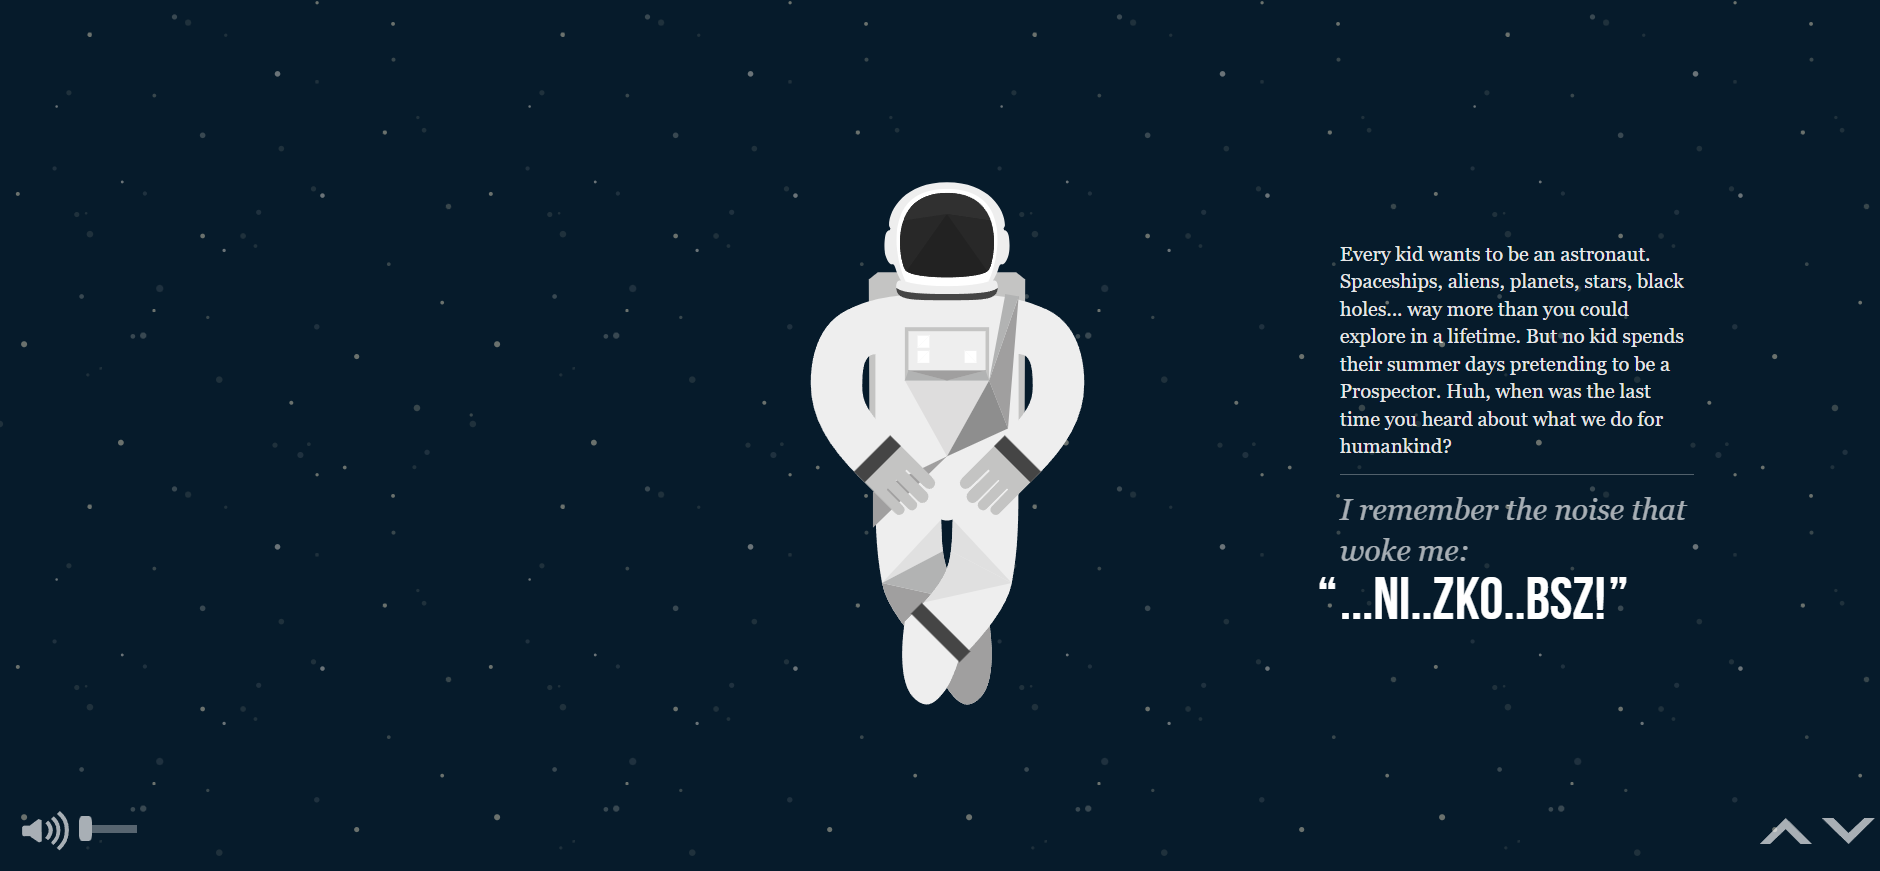 Every kid wants to be an astronaut.
Spaceships, aliens, planets, stars, black
holes... way more than you could
explore in a lifetime. But no kid spends
their summer days pretending to be a
Prospector. Huh, when was the last
time you heard about what we do for
humankind?
I remember the noise that
woke me:
“...NI..ZKO..BSZ!”